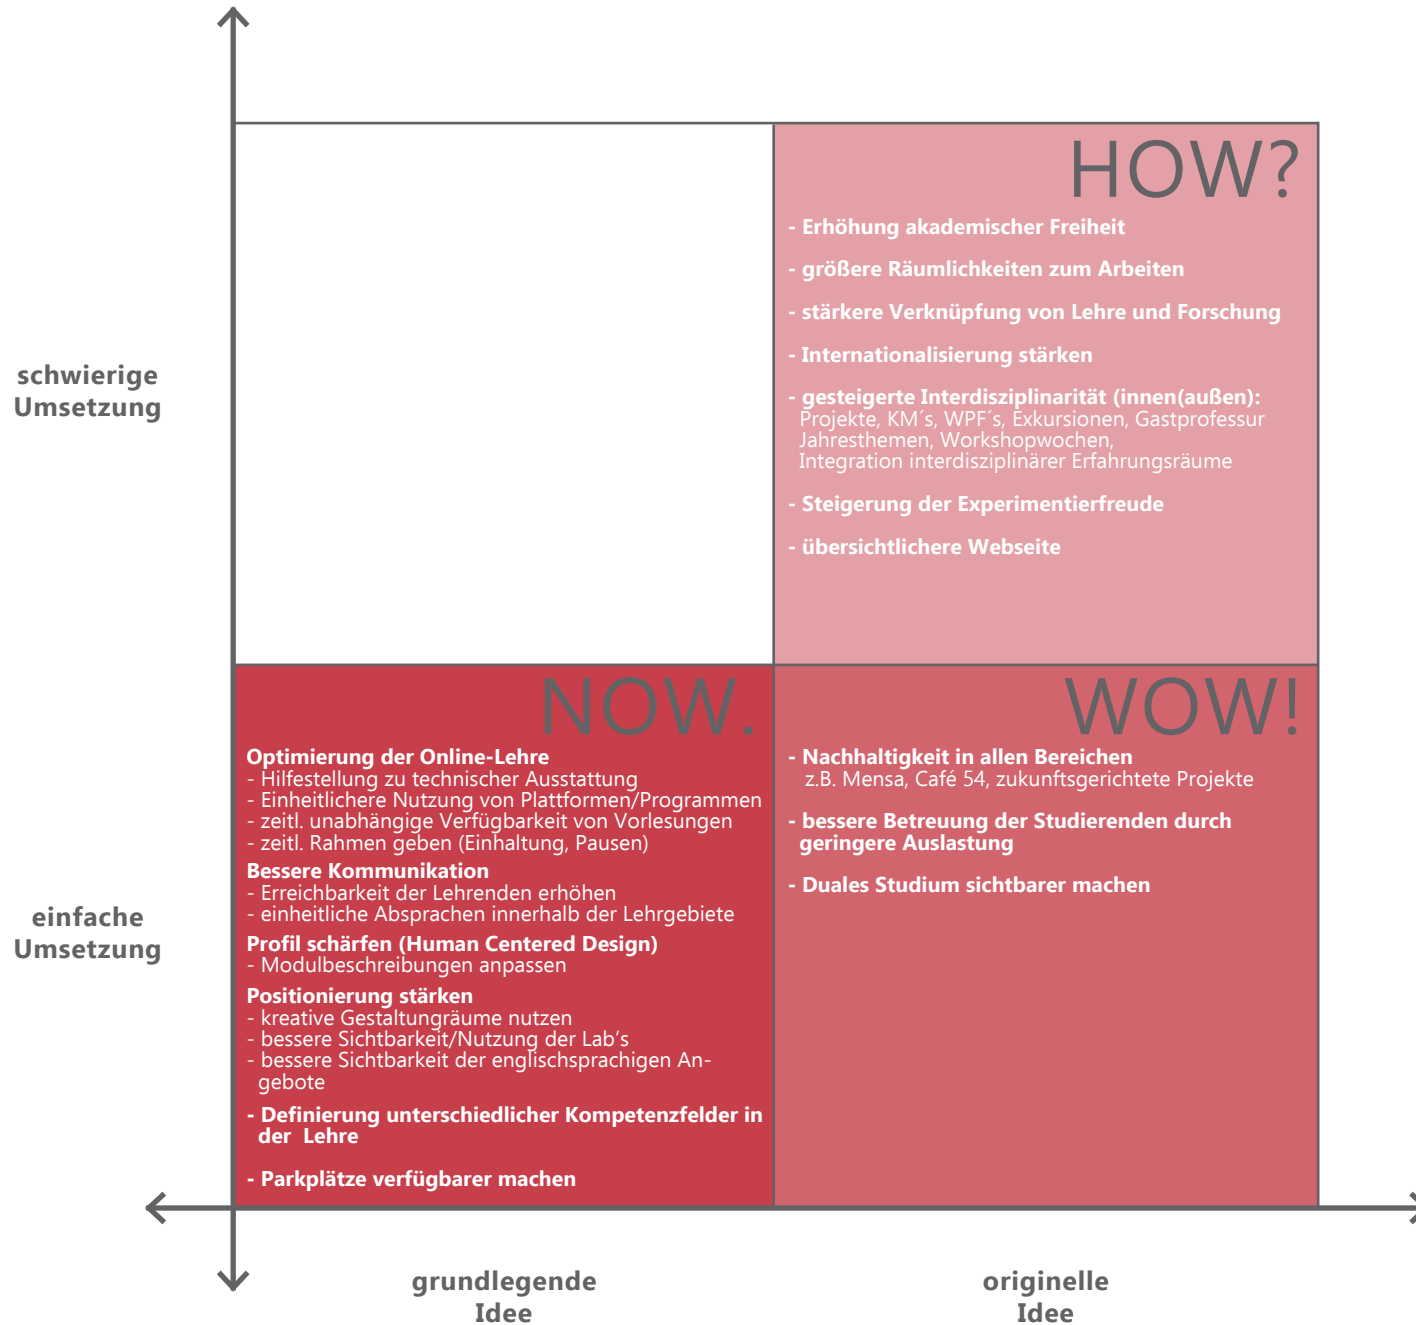 HOW?
- Erhöhung akademischer Freiheit
- größere Räumlichkeiten zum Arbeiten
- stärkere Verknüpfung von Lehre und Forschung
- Internationalisierung stärken
- gesteigerte Interdisziplinarität (innen(außen):
Projekte, KM´s, WPF´s, Exkursionen, Gastprofessur
Jahresthemen, Workshopwochen,
Integration interdisziplinärer Erfahrungsräume
- Steigerung der Experimentierfreude
- übersichtlichere Webseite
schwierige
Umsetzung
NOW.
Optimierung der Online-Lehre
- Hilfestellung zu technischer Ausstattung
- Einheitlichere Nutzung von Plattformen/Programmen
- zeitl. unabhängige Verfügbarkeit von Vorlesungen
- zeitl. Rahmen geben (Einhaltung, Pausen)
Bessere Kommunikation
- Erreichbarkeit der Lehrenden erhöhen
- einheitliche Absprachen innerhalb der Lehrgebiete
Profil schärfen (Human Centered Design)
- Modulbeschreibungen anpassen
Positionierung stärken
- kreative Gestaltungräume nutzen
- bessere Sichtbarkeit/Nutzung der Lab‘s
- bessere Sichtbarkeit der englischsprachigen An-
gebote
- Definierung unterschiedlicher Kompetenzfelder in
der Lehre
- Parkplätze verfügbarer machen
WOW!
- Nachhaltigkeit in allen Bereichen
z.B. Mensa, Café 54, zukunftsgerichtete Projekte
- bessere Betreuung der Studierenden durch
geringere Auslastung
- Duales Studium sichtbarer machen
einfache
Umsetzung
grundlegende
Idee
originelle
Idee